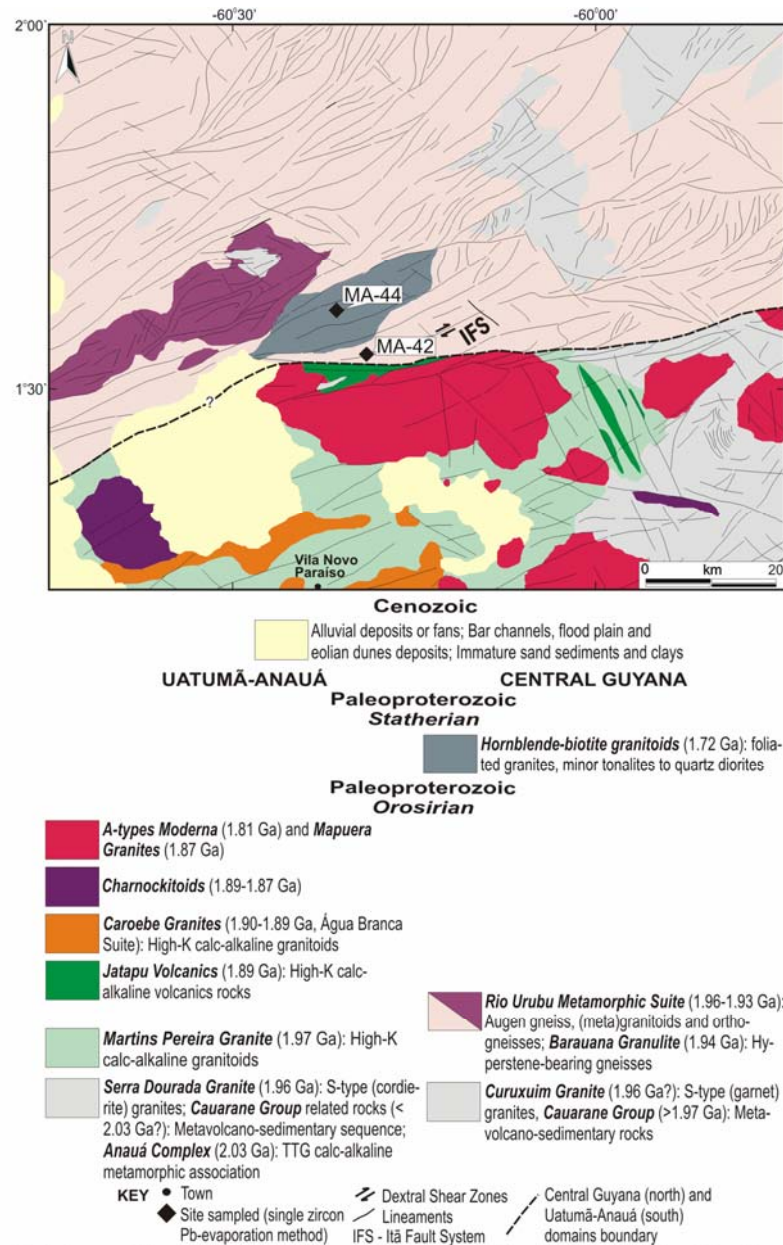 -60°30'
-60°00'
2°00'
N
MA-44
IFS
MA-42
1°30'
?
Vila Novo
Paraíso
0 km 20
Cenozoic
Alluvial deposits or fans; Bar channels, flood plain and
eolian dunes deposits; Immature sand sediments and clays
UATUMÃ-ANAUÁ
CENTRAL GUYANA
Paleoproterozoic
Statherian
Hornblende-biotite granitoids (1.72 Ga): folia-
ted granites, minor tonalites to quartz diorites
Paleoproterozoic
Orosirian
A-types Moderna (1.81 Ga) and Mapuera
Granites (1.87 Ga)
Charnockitoids (1.89-1.87 Ga)
Caroebe Granites (1.90-1.89 Ga, Água Branca
Suite): High-K calc-alkaline granitoids
Jatapu Volcanics (1.89 Ga): High-K calc-
alkaline volcanics rocks
Martins Pereira Granite (1.97 Ga): High-K
calc-alkaline granitoids
Serra Dourada Granite (1.96 Ga): S-type (cordie-
rite) granites; Cauarane Group related rocks (<
2.03 Ga?): Metavolcano-sedimentary sequence;
Anauá Complex (2.03 Ga): TTG calc-alkaline
metamorphic association
Rio Urubu Metamorphic Suite (1.96-1.93 Ga):
Augen gneiss, (meta)granitoids and ortho-
gneisses; Barauana Granulite (1.94 Ga): Hy-
perstene-bearing gneisses
Curuxuim Granite (1.96 Ga?): S-type (garnet)
granites, Cauarane Group (>1.97 Ga): Meta-
volcano-sedimentary rocks
KEY
Town
Site sampled (single zircon
Pb-evaporation method)
Dextral Shear Zones
Lineaments
IFS - Itã Fault System
Central Guyana (north) and
Uatumã-Anauá (south)
domains boundary